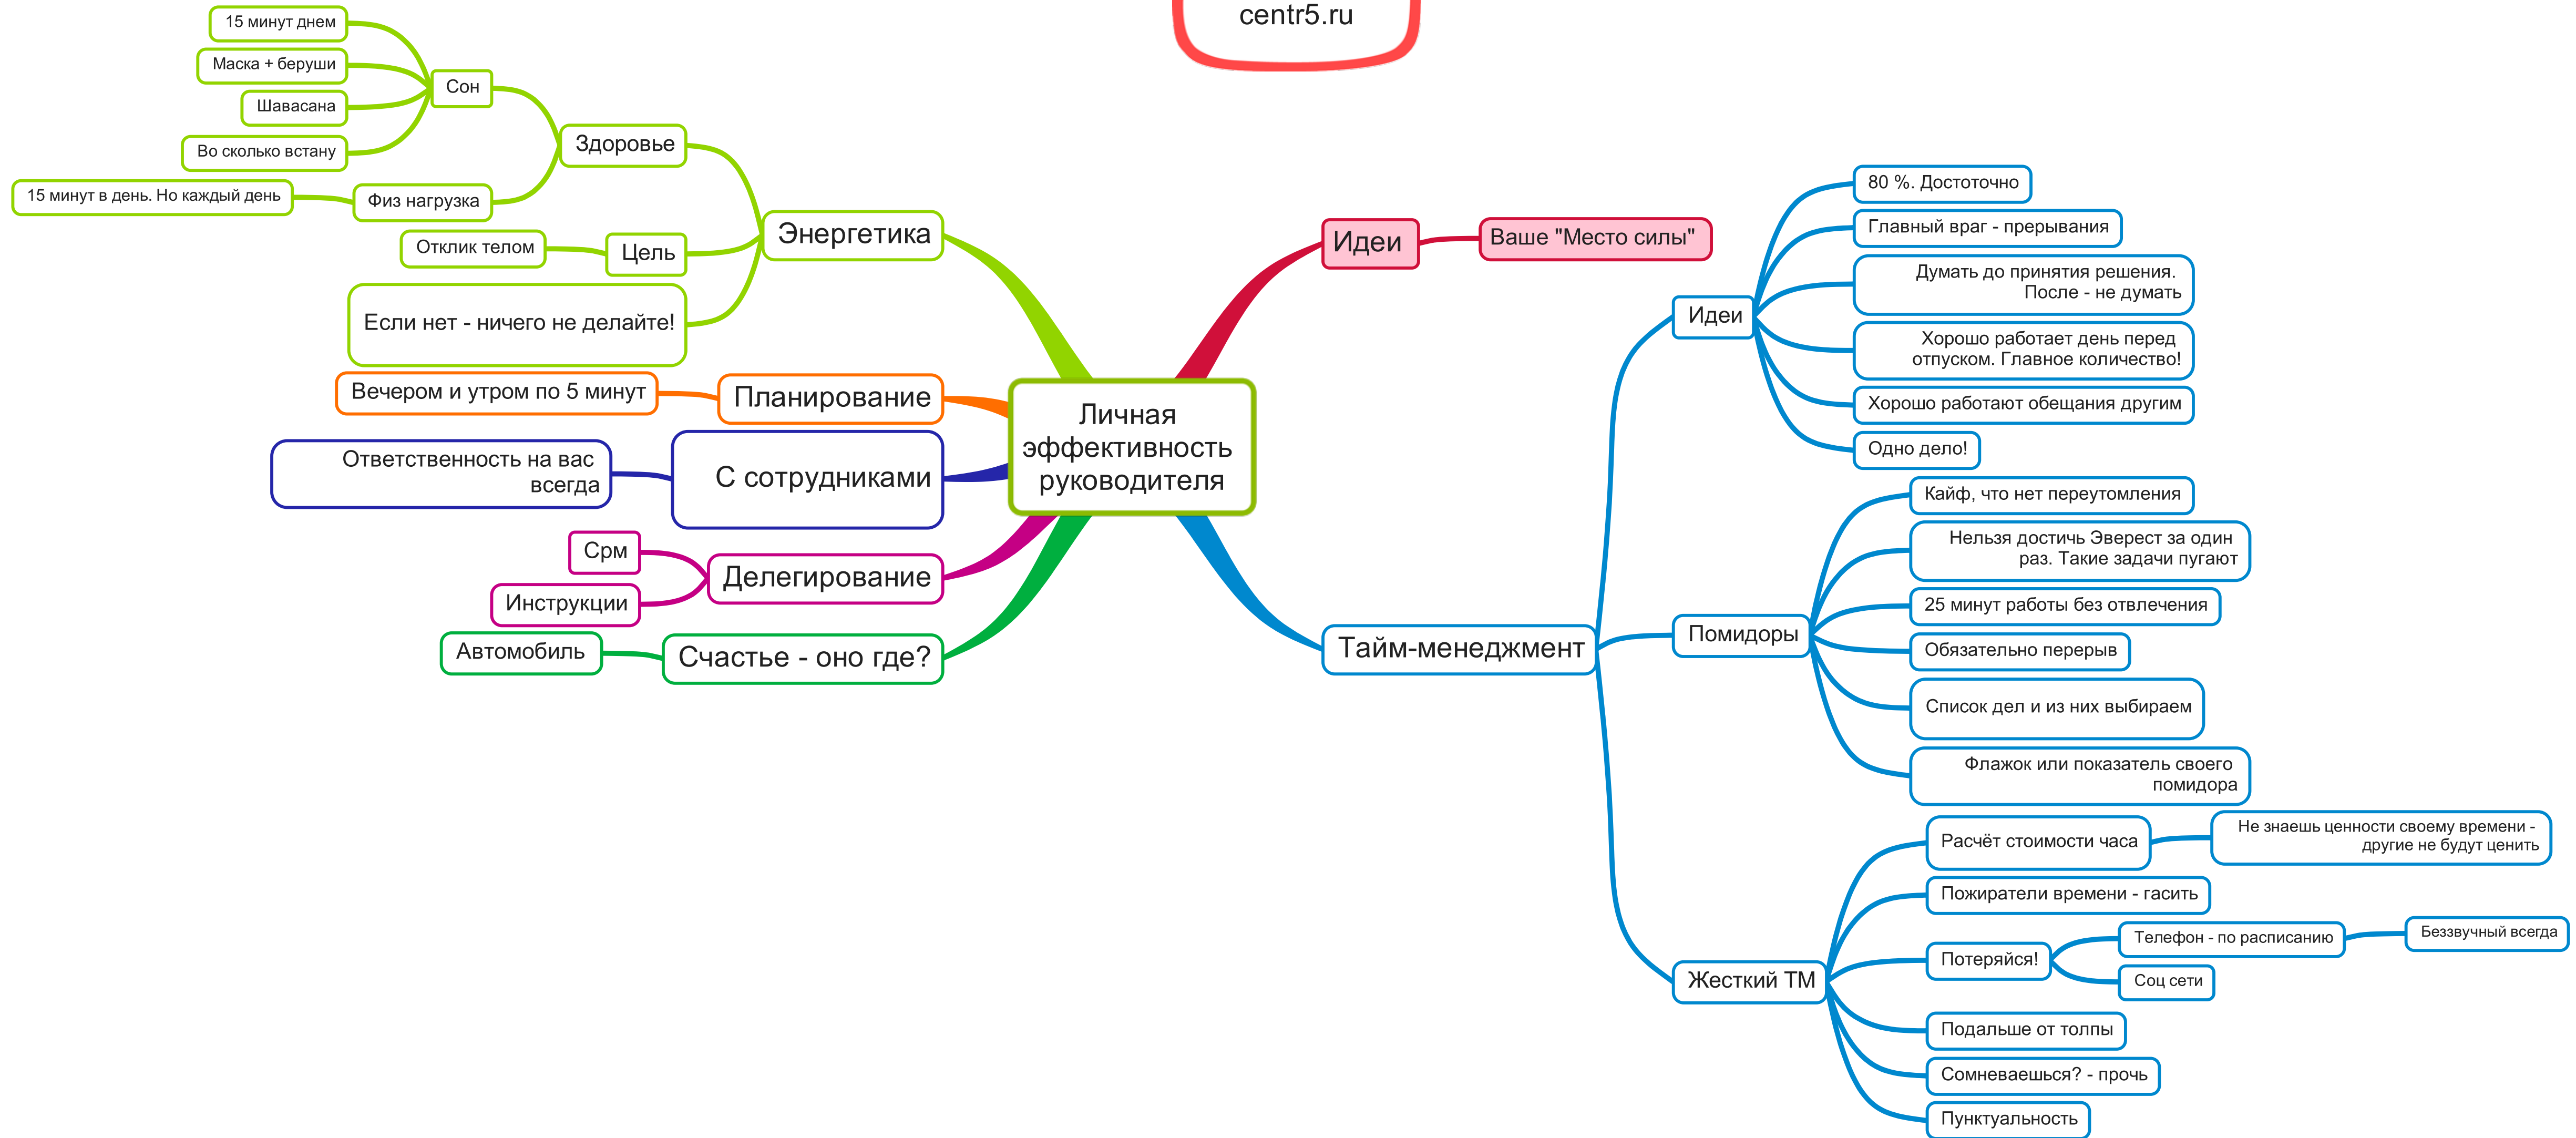 centr5.ru
15 минут днем
Маска + беруши
Шавасана
Во сколько встану
Сон
15 минут в день. Но каждый день
Физ нагрузка
Здоровье
Отклик телом
Цель
Если нет - ничего не делайте!
Энергетика
Вечером и утром по 5 минут
Планирование
Ответственность на вас
всегда
С сотрудниками
Срм
Инструкции
Делегирование
Автомобиль
Счастье - оно где?
Личная
эффективность
руководителя
Идеи
Ваше "Место силы"
Тайм-менеджмент
Идеи
80 %. Достоточно
Главный враг - прерывания
Думать до принятия решения.
После - не думать
Хорошо работает день перед
отпуском. Главное количество!
Хорошо работают обещания другим
Одно дело!
Помидоры
Кайф, что нет переутомления
Нельзя достичь Эверест за один
раз. Такие задачи пугают
25 минут работы без отвлечения
Обязательно перерыв
Список дел и из них выбираем
Флажок или показатель своего
помидора
Жесткий ТМ
Расчёт стоимости часа
Не знаешь ценности своему времени -
другие не будут ценить
Пожиратели времени - гасить
Потеряйся!
Телефон - по расписанию
Беззвучный всегда
Соц сети
Подальше от толпы
Сомневаешься? - прочь
Пунктуальность